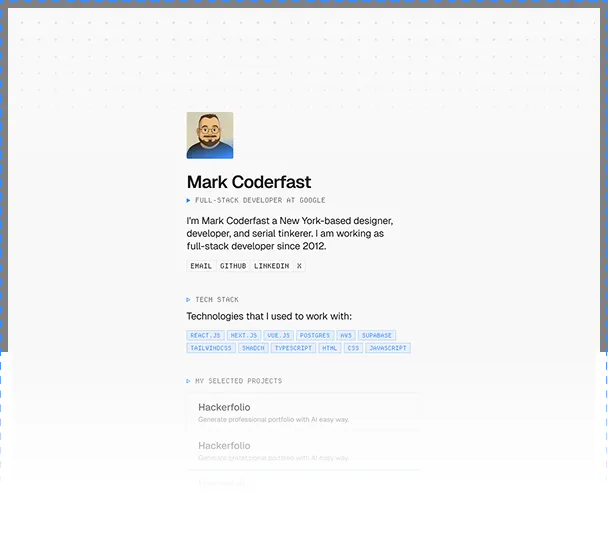 Mark Coderfast
FULL-STACK DEVELOPER AT GOOGLE
I'm Mark Coderfast a New York-based designer,
developer, and serial tinkerer. I am working as
full-stack developer since 2012.
EMAIL GITHUB LINKEDIN X
TECH STACK
Technologies that I used to work with:
REACT.JS NEXT.JS VUE.JS POSTGRES AWS SUPABASE
TAILWINDCSS SHADCN TYPESCRIPT HTML CSS JAVASCRIPT
MY SELECTED PROJECTS
Hackerfolio
Generate professional portfolio with AI easy way.
Hackerfolio
Generate professional portfolio with AI easy way.